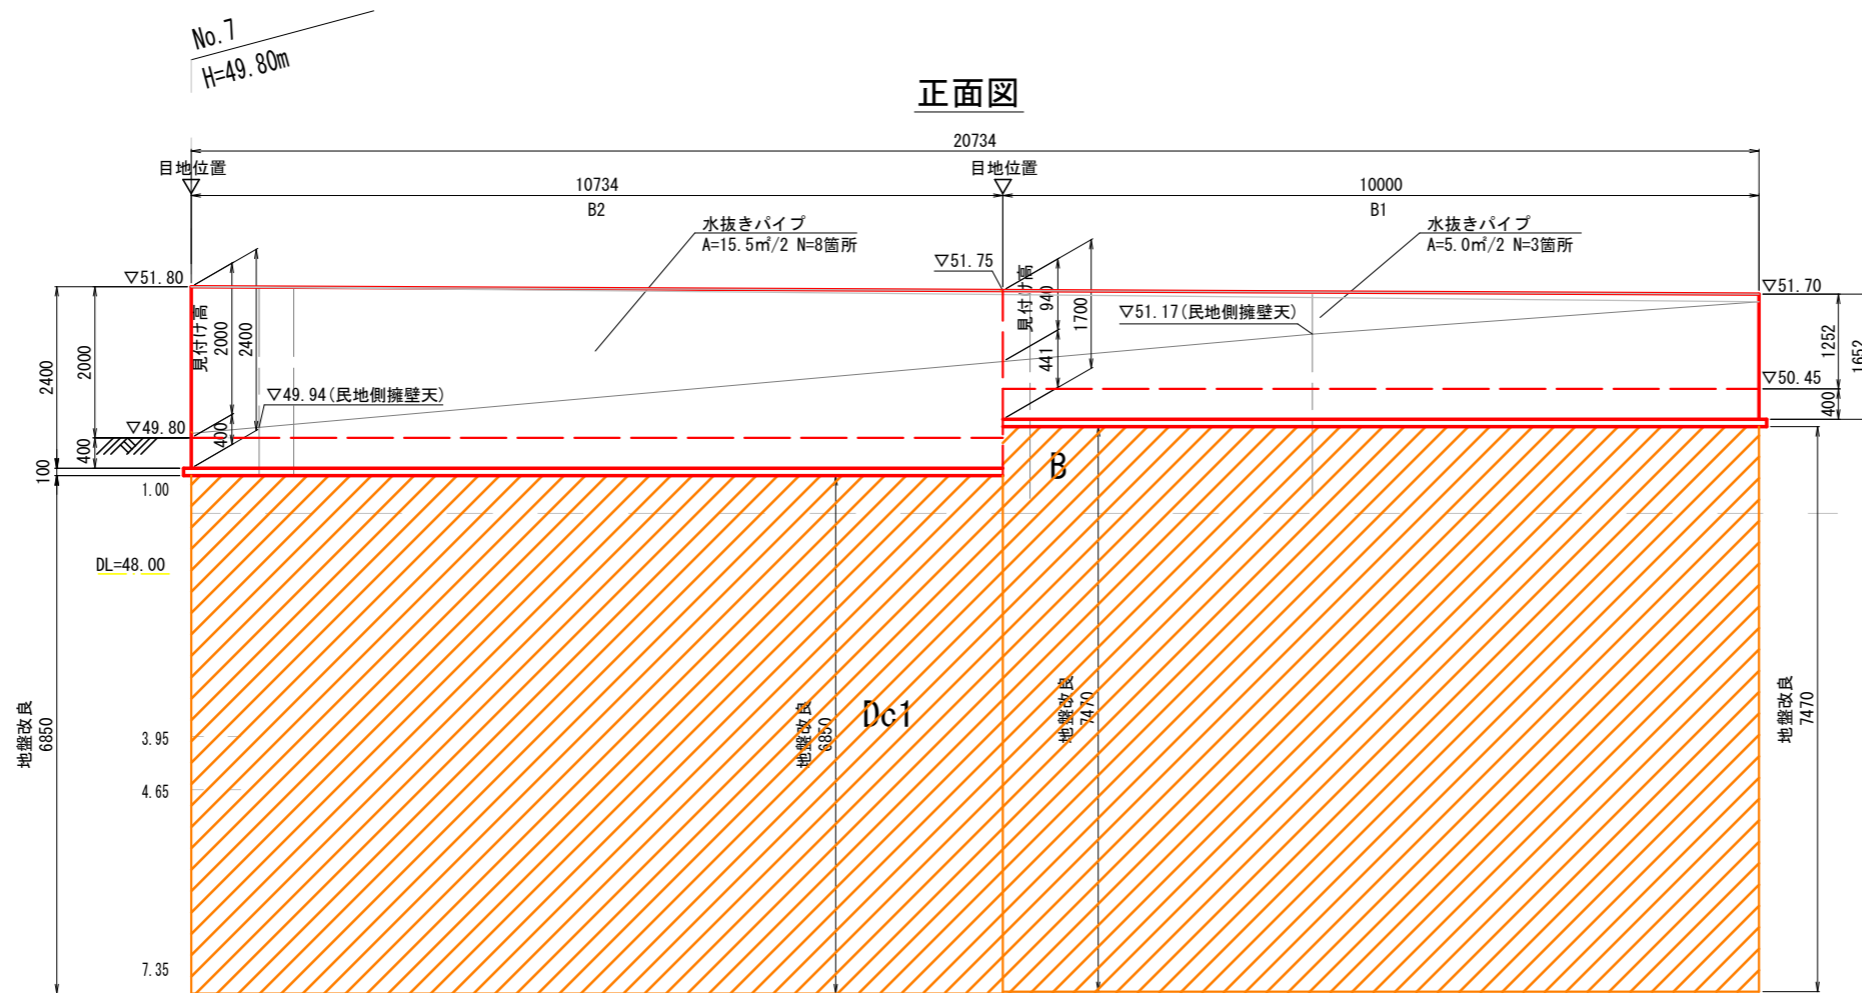 No.7
H=49.80m
正面図
20734
目地位置
目地位置
10734
10000
B2
B1
水抜きパイプ
A=15.5㎡/2 N=8箇所
水抜きパイプ
A=5.0㎡/2 N=3箇所
▽51.80
▽51.75
▽51.70
見付け高
2000
2400
見付け高
940
1700
441
▽51.17(民地側擁壁天)
1252
1652
2400
2000
▽49.94(民地側擁壁天)
▽50.45
400
▽49.80
400
400
100
1.00
B
DL=48.00
地盤改良
6850
地盤改良
6850
Dc1
地盤改良
7470
地盤改良
7470
3.95
4.65
7.35